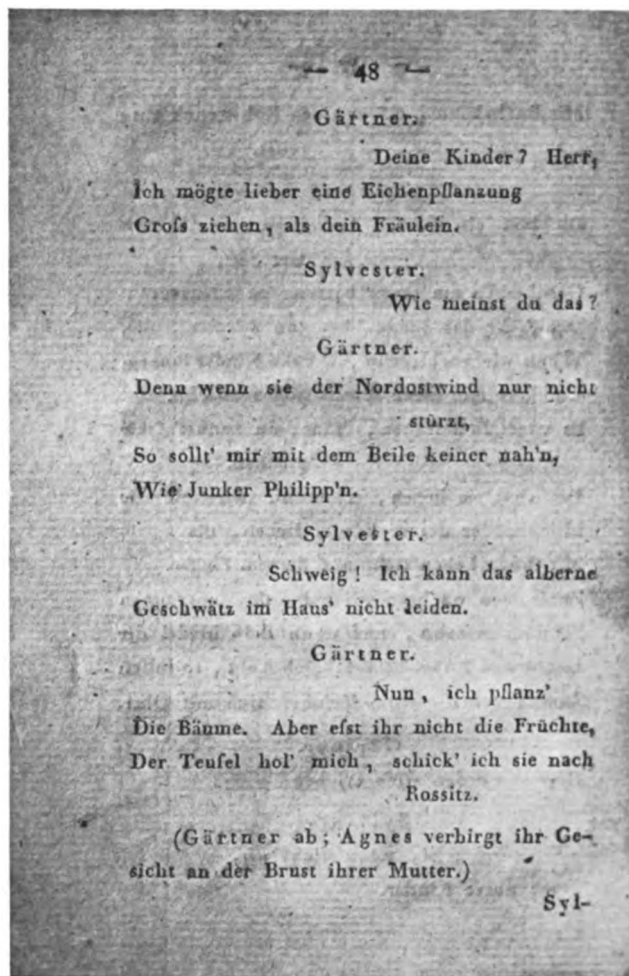 — 48 —
Gärtner.
Deine Kinder? Herr,
Ich mögte lieber eine Eichenpflanzung
Groſs ziehen, als dein Fräulein.
Sylvester.
Wie meinst du das?
Gärtner.
Denn wenn sie der Nordostwind nur nicht
stürzt,
So sollt' mir mit dem Beile keiner nah'n,
Wie Junker Philipp'n.
Sylvester.
Schweig! Ich kann das alberne
Geschwätz im Haus' nicht leiden.
Gärtner.
Nun, ich pflanz'
Die Bäume. Aber eſst ihr nicht die Früchte,
Der Teufel hol' mich, schick' ich sie nach
Rossitz.
(Gärtner ab; Agnes verbirgt ihr Ge-
sicht an der Brust ihrer Mutter.)
Syl-